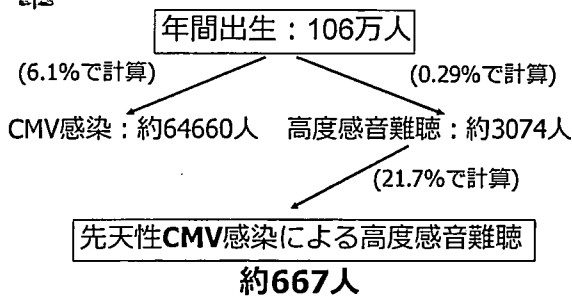 年間出生：106万人
(6.1%で計算)
(0.29%で計算)
CMV感染：約64660人
高度感音難聴：約3074人
(21.7%で計算)
先天性CMV感染による高度感音難聴
約667人